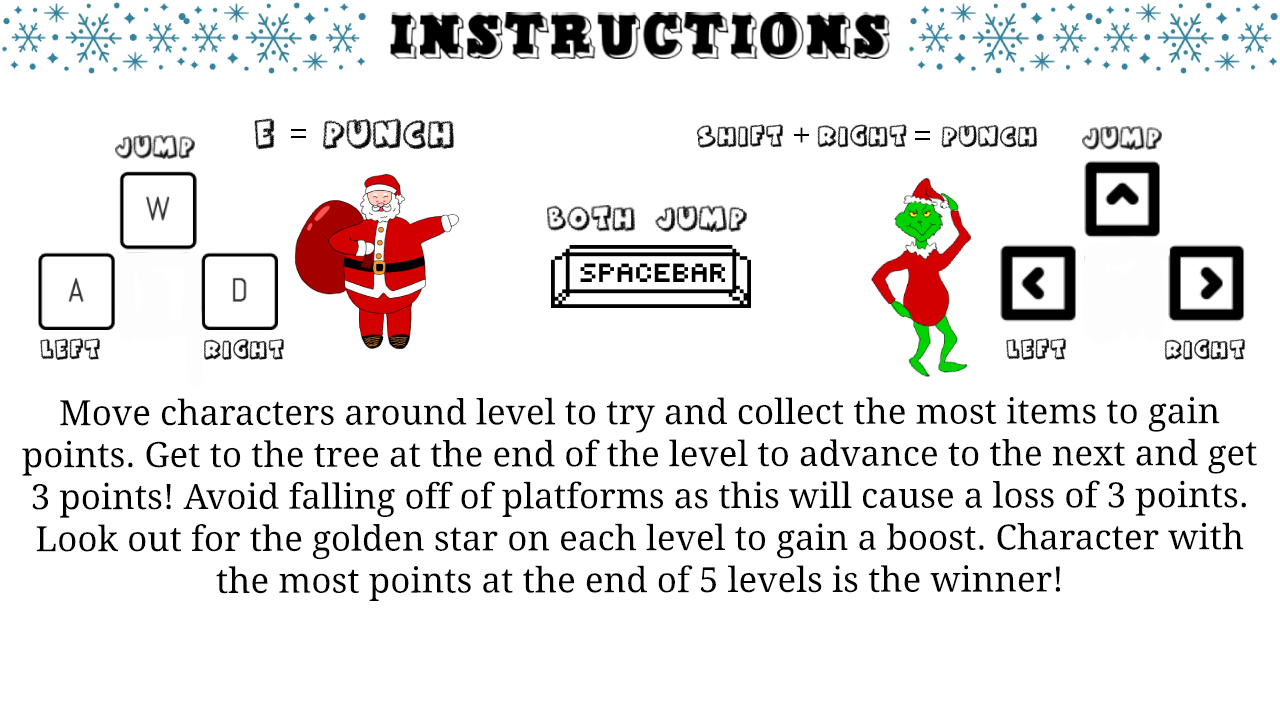 INSTRUCTIONS
E = PUNCH
SHIFT + RIGHT = PUNCH
JUMP
JUMP
W
BOTH JUMP
SPACEBAR
A
D
LEFT
RIGHT
LEFT
RIGHT
Move characters around level to try and collect the most items to gain
points. Get to the tree at the end of the level to advance to the next and get
3 points! Avoid falling off of platforms as this will cause a loss of 3 points.
Look out for the golden star on each level to gain a boost. Character with
the most points at the end of 5 levels is the winner!